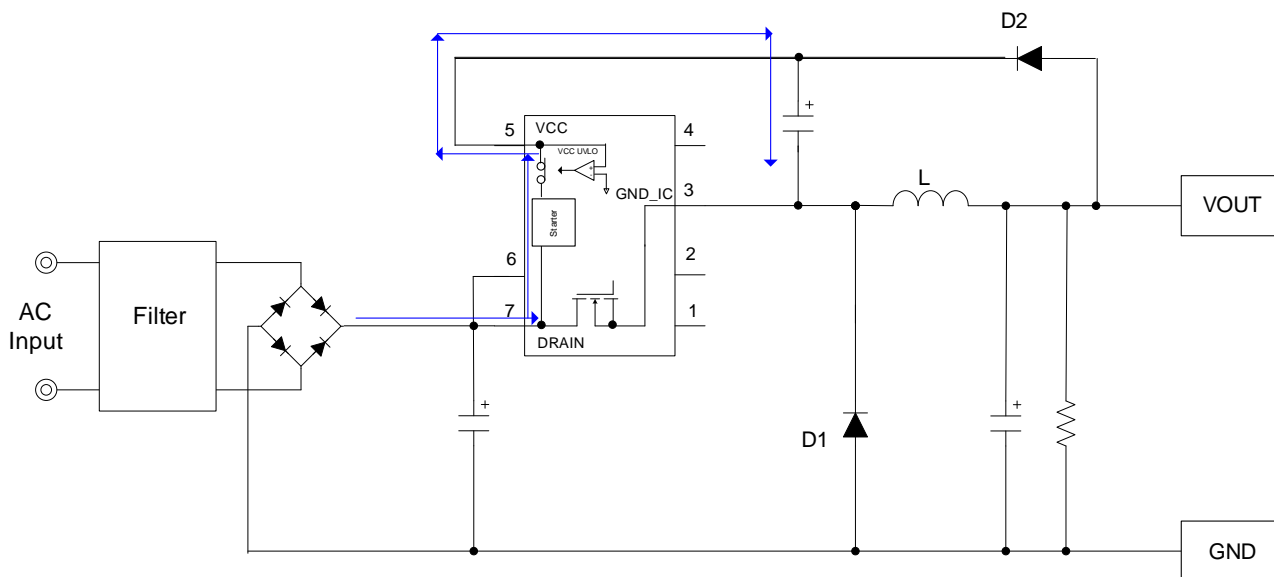 D2
5
VCC
4
VCC UVLO
+
+
-
GND_IC
3
L
VOUT
Starter
6
2
AC
Input
Filter
7
1
DRAIN
+
+
D1
GND